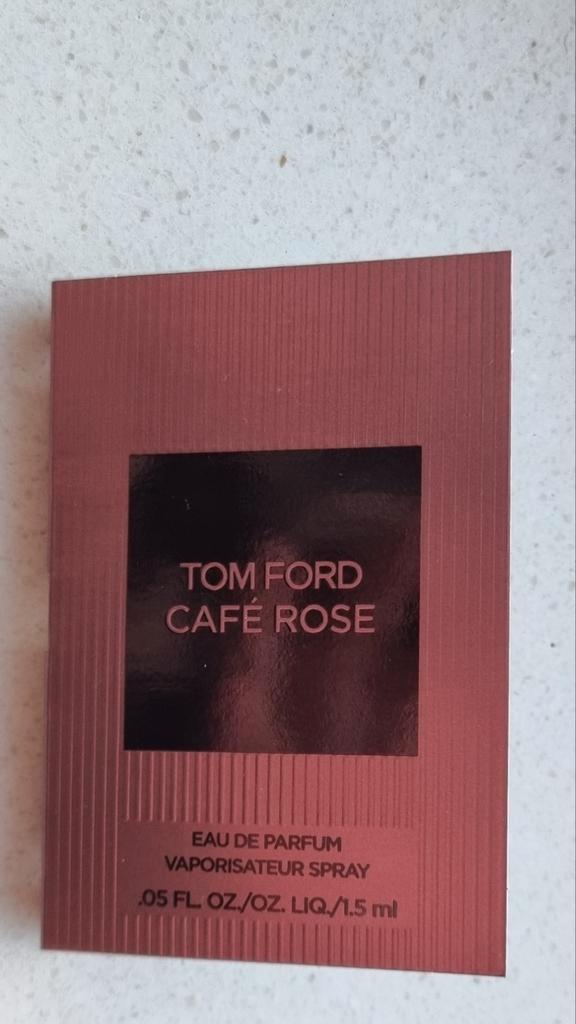 TOM FORD
CAFÉ ROSE
EAU DE PARFUM
VAPORISATEUR SPRAY
.05 FL. OZ./OZ. LIQ./1.5 ml